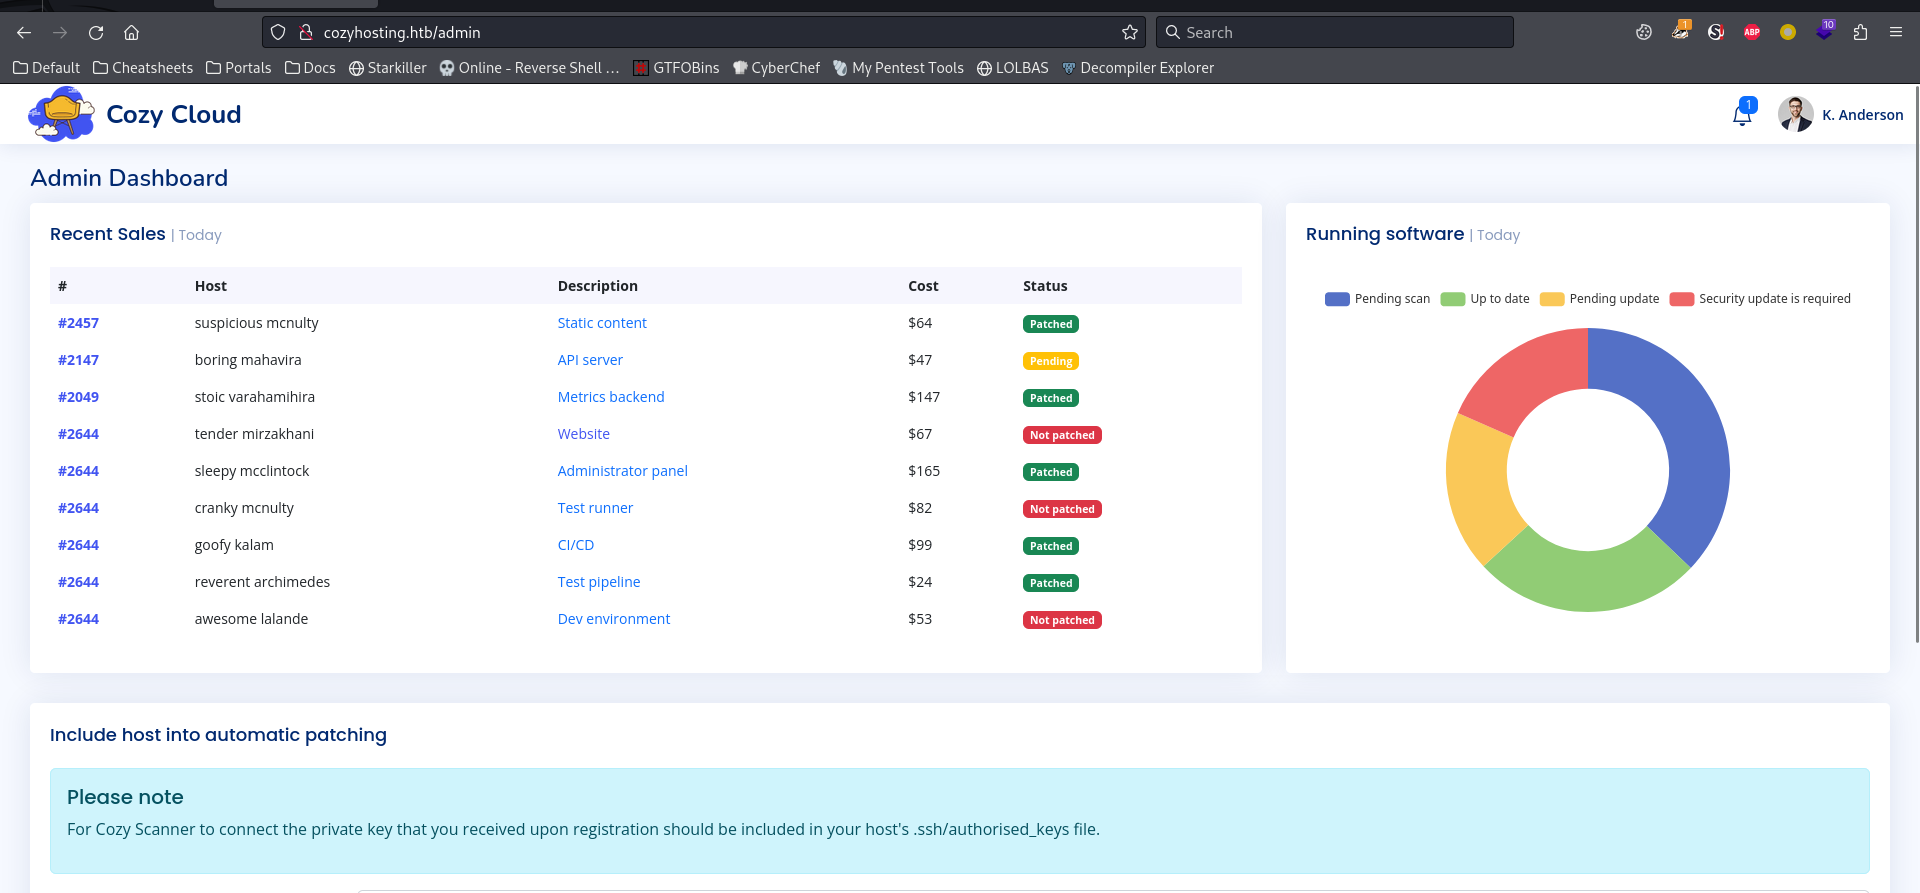 cozyhosting.htb/admin
Search
1
ABP
10
Default Cheatsheets Portals Docs Starkiller Online - Reverse Shell … GTFOBins CyberChef My Pentest Tools LOLBAS Decompiler Explorer
Cozy Cloud
1
K. Anderson
Admin Dashboard
Recent Sales | Today
# Host Description Cost Status
#2457 suspicious mcnulty Static content $64 Patched
#2147 boring mahavira API server $47 Pending
#2049 stoic varahamihira Metrics backend $147 Patched
#2644 tender mirzakhani Website $67 Not patched
#2644 sleepy mcclintock Administrator panel $165 Patched
#2644 cranky mcnulty Test runner $82 Not patched
#2644 goofy kalam CI/CD $99 Patched
#2644 reverent archimedes Test pipeline $24 Patched
#2644 awesome lalande Dev environment $53 Not patched
Running software | Today
Pending scan Up to date Pending update Security update is required
Include host into automatic patching
Please note
For Cozy Scanner to connect the private key that you received upon registration should be included in your host's .ssh/authorised_keys file.